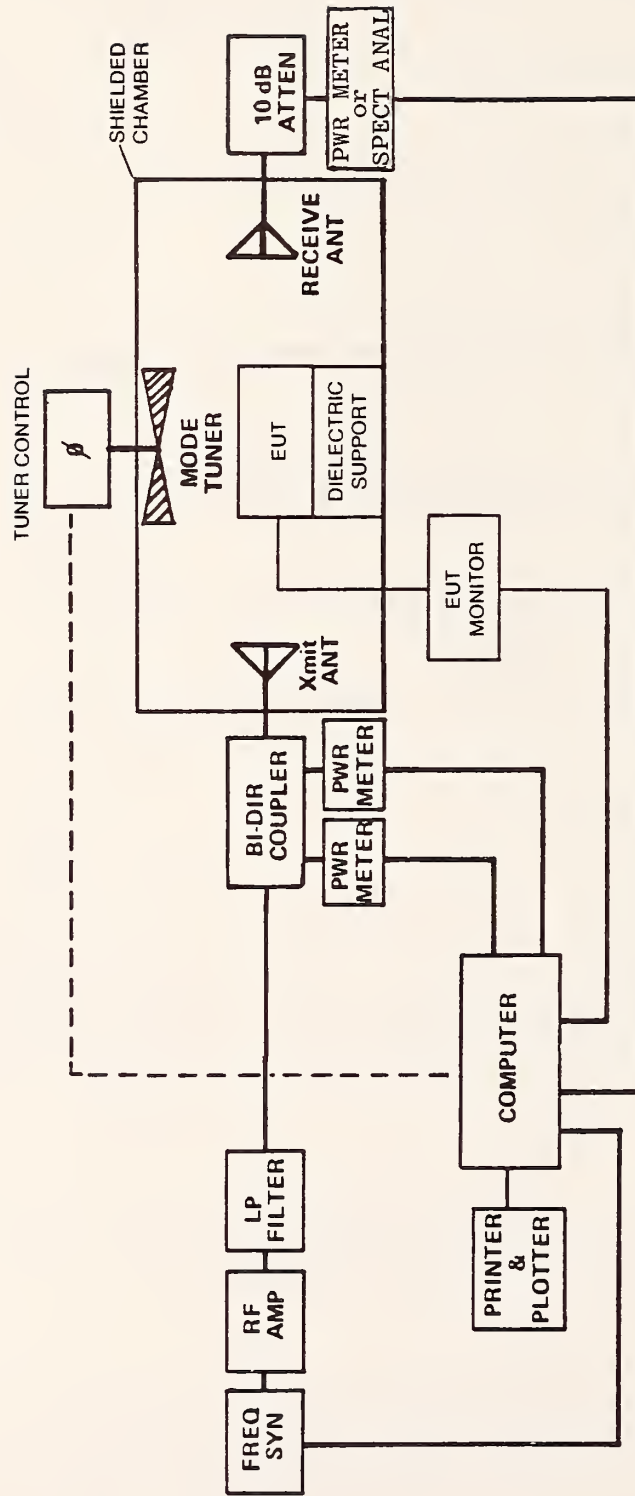 TUNER CONTROL
ϕ
SHIELDED
CHAMBER
MODE
TUNER
Xmit
ANT
RECEIVE
ANT
EUT
DIELECTRIC
SUPPORT
FREQ
SYN
RF
AMP
LP
FILTER
BI-DIR
COUPLER
10 dB
ATTEN
PWR METER
or
SPECT ANAL
PWR
METER
PWR
METER
EUT
MONITOR
PRINTER
&
PLOTTER
COMPUTER